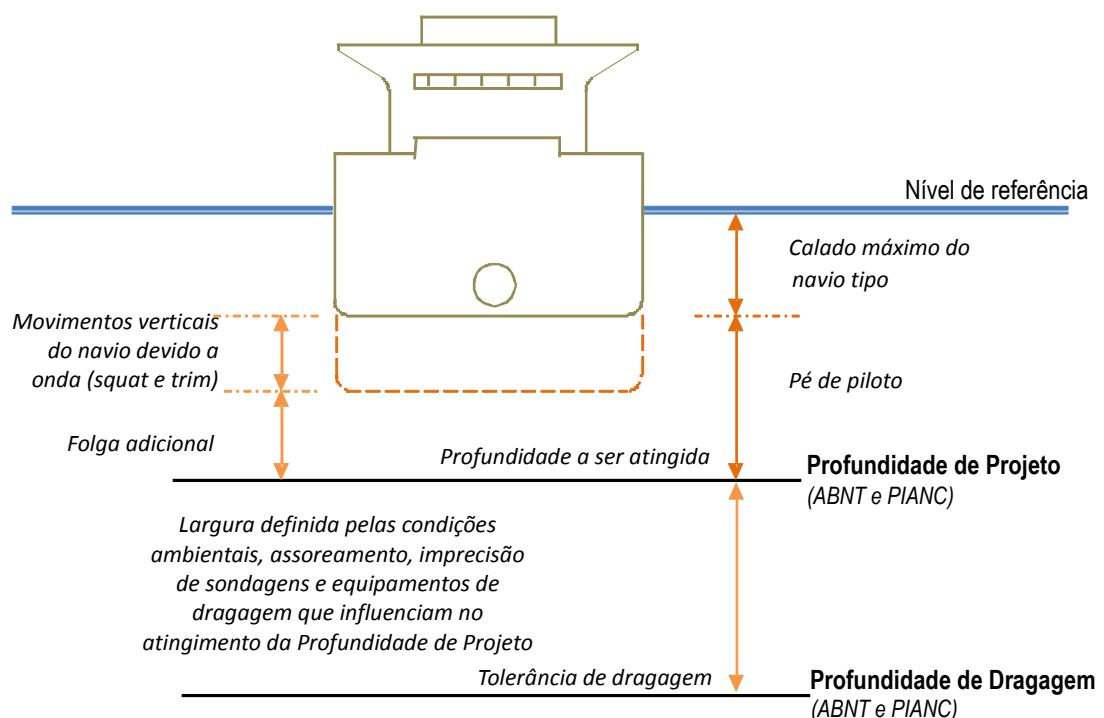 Nível de referência
Calado máximo do
navio tipo
Movimentos verticais
do navio devido a
onda (squat e trim)
Pé de piloto
Folga adicional
Profundidade a ser atingida
Profundidade de Projeto
(ABNT e PIANC)
Largura definida pelas condições
ambientais, assoreamento, imprecisão
de sondagens e equipamentos de
dragagem que influenciam no
atingimento da Profundidade de Projeto
Tolerância de dragagem
Profundidade de Dragagem
(ABNT e PIANC)